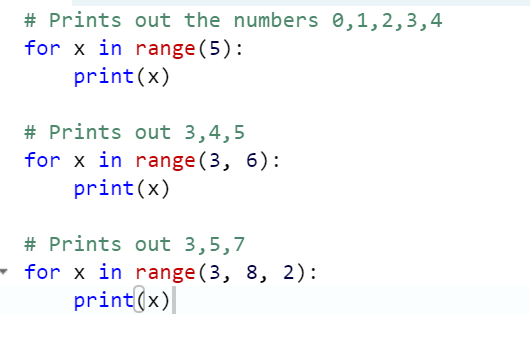 # Prints out the numbers 0,1,2,3,4
for x in range(5):
    print(x)

# Prints out 3,4,5
for x in range(3, 6):
    print(x)

# Prints out 3,5,7
for x in range(3, 8, 2):
    print(x)